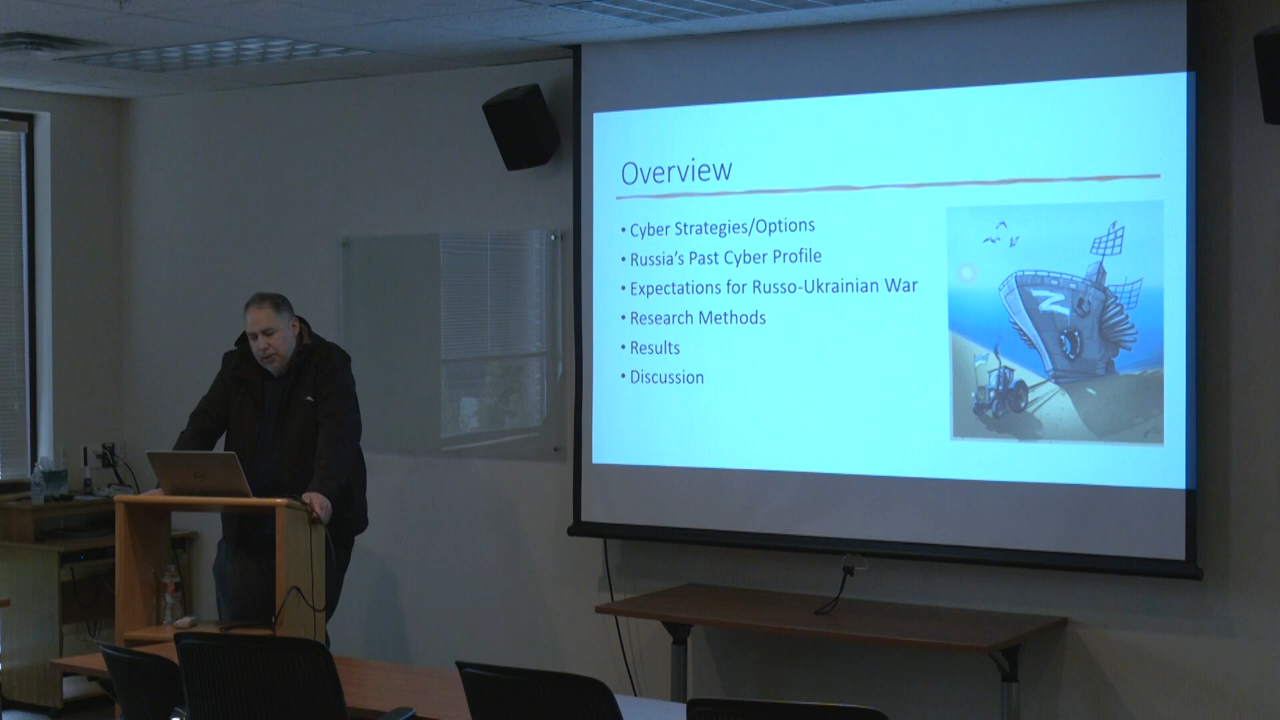 Overview
• Cyber Strategies/Options
• Russia's Past Cyber Profile
• Expectations for Russo-Ukrainian War
• Research Methods
• Results
• Discussion
Z